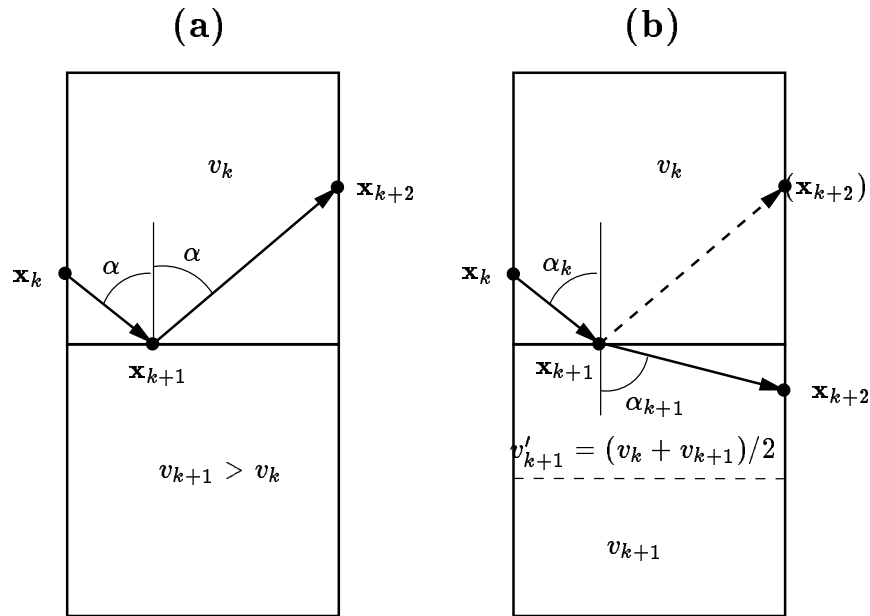 (a)
v_k
x_{k+2}
α α
x_k
x_{k+1}
v_{k+1} > v_k
(b)
v_k
(x_{k+2})
x_k
α_k
x_{k+1}
x_{k+2}
α_{k+1}
v'_{k+1} = (v_k + v_{k+1})/2
v_{k+1}